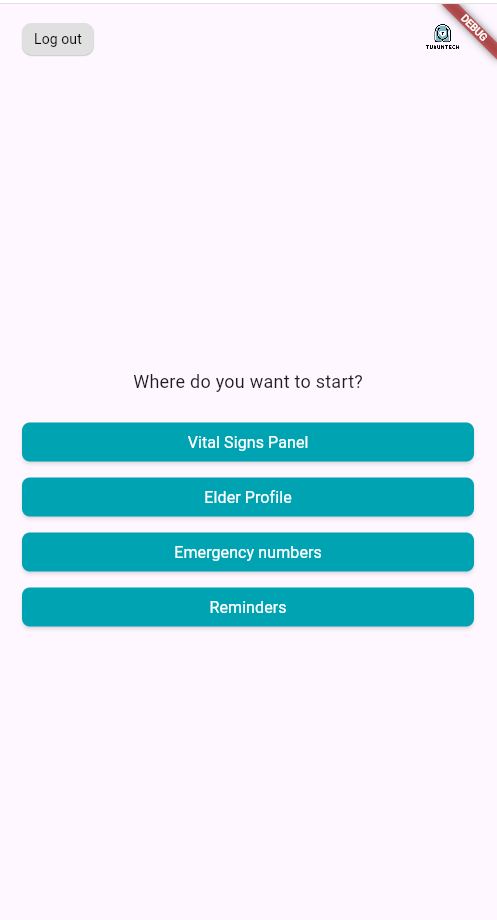 Log out
DEBUG
TUKUNTECH
Where do you want to start?
Vital Signs Panel
Elder Profile
Emergency numbers
Reminders